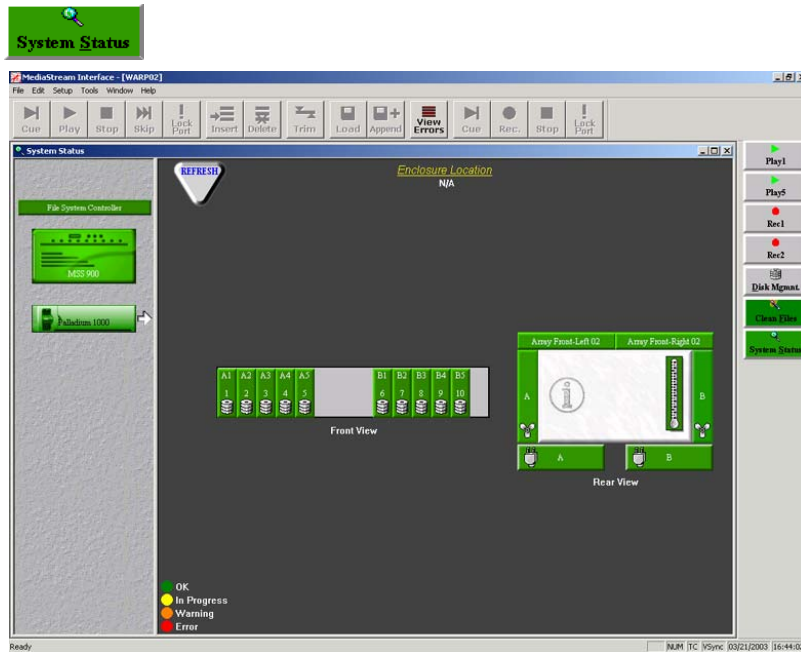 System Status
MediaStream Interface - [WARP02]
File Edit Setup Tools Window Help
Cue Play Stop Skip Lock Port Insert Delete Trim Load Append View Errors Cue Rec. Stop Lock Port
System Status
REFRESH
Enclosure Location
N/A
File System Controller
MSS 900
Palladium 1000
A1 A2 A3 A4 A5 B1 B2 B3 B4 B5
1 2 3 4 5 6 7 8 9 10
Front View
Array Front-Left 02 Array Front-Right 02
A B
A B
Rear View
OK
In Progress
Warning
Error
Play1
Play5
Rec1
Rec2
Disk Mgmnt.
Clean Files
System Status
Ready NUM TC VSync 03/21/2003 16:44:02